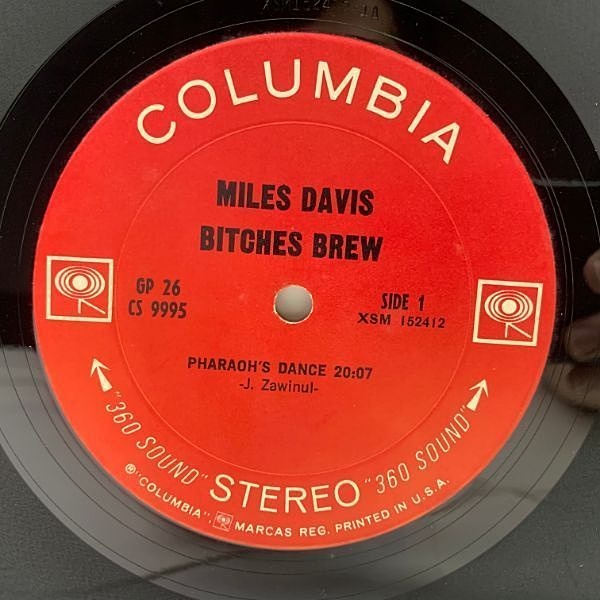 COLUMBIA
MILES DAVIS
BITCHES BREW
GP 26
CS 9995
SIDE 1
XSM 152412
PHARAOH'S DANCE 20:07
-J. Zawinul-
"360 SOUND" STEREO "360 SOUND"
℗ "COLUMBIA", MARCAS REG. PRINTED IN U.S.A.